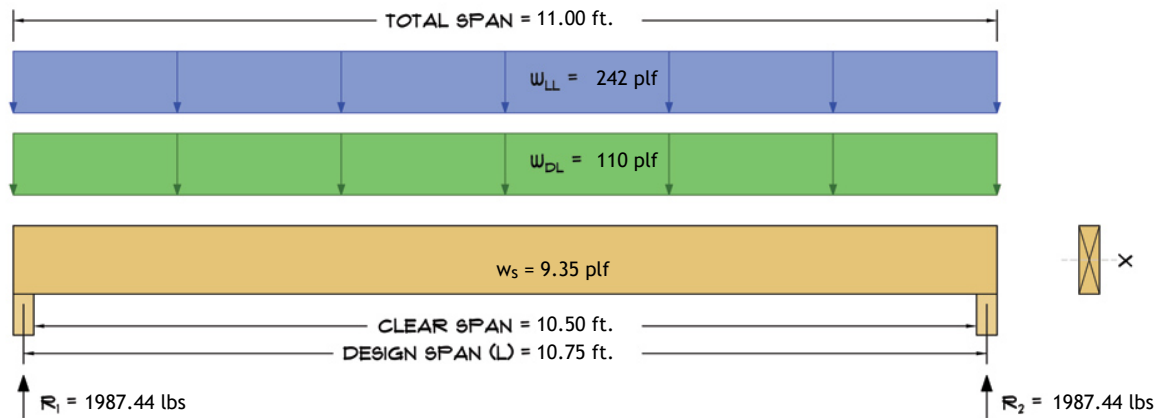 TOTAL SPAN = 11.00 ft.
WLL = 242 plf
WDL = 110 plf
ws = 9.35 plf
X
CLEAR SPAN = 10.50 ft.
DESIGN SPAN (L) = 10.75 ft.
R1 = 1987.44 lbs
R2 = 1987.44 lbs